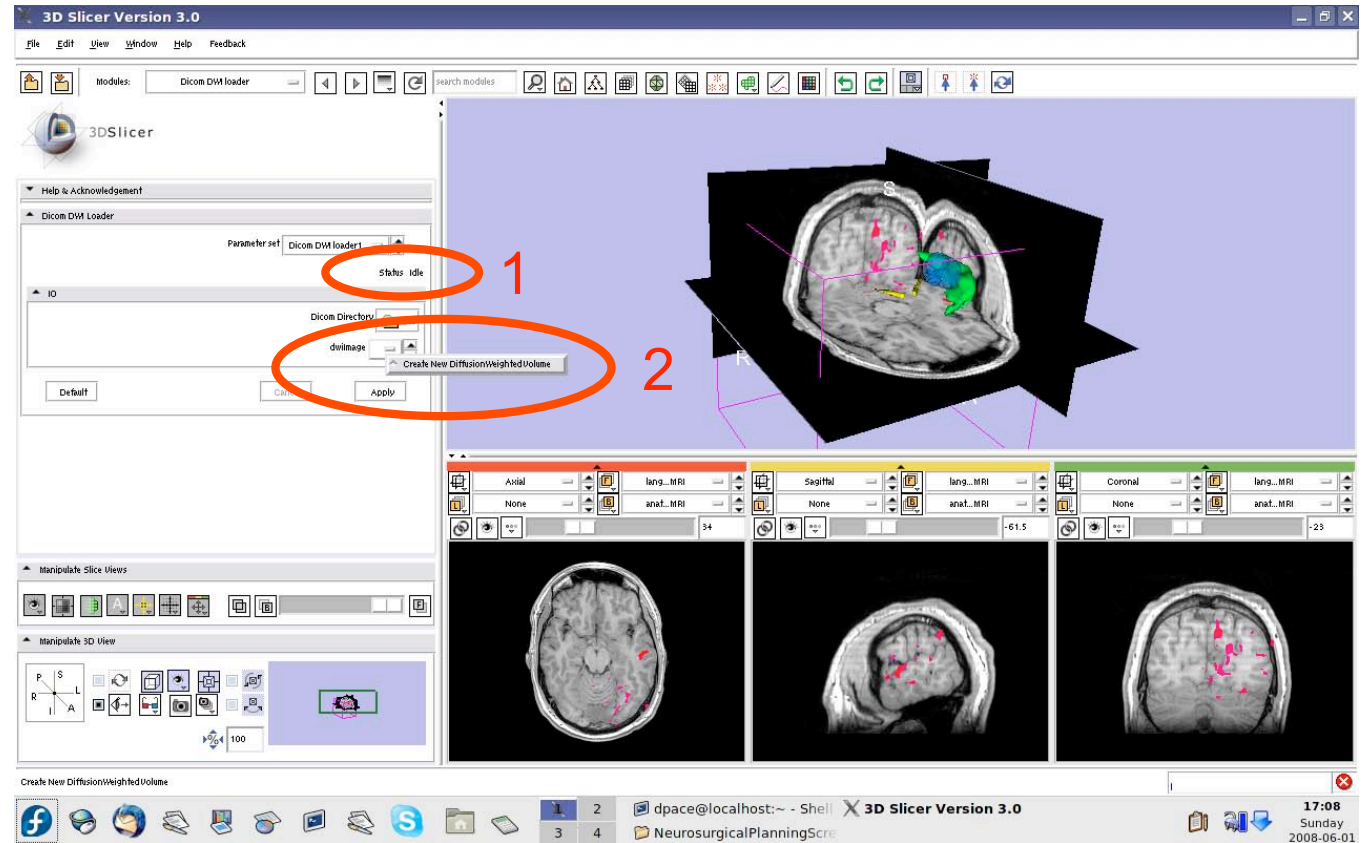 3D Slicer Version 3.0
File Edit View Window Help Feedback
Modules: Dicom DWI loader search modules
3DSlicer
Help & Acknowledgement
Dicom DWI Loader
Parameter set Dicom DWI loader1
Status Idle
1
IO
Dicom Directory
dwiImage
Create New DiffusionWeightedVolume
2
Default Apply
S
R
Axial lang...MRI Sagittal lang...MRI Coronal lang...MRI
None anat...MRI None anat...MRI None anat...MRI
34 -61.5 -23
Manipulate Slice Views
Manipulate 3D View
P S
R L
I A
100
Create New DiffusionWeightedVolume
1 2 dpace@localhost:~ - Shell 3D Slicer Version 3.0 17:08
3 4 NeurosurgicalPlanningScre Sunday
2008-06-01